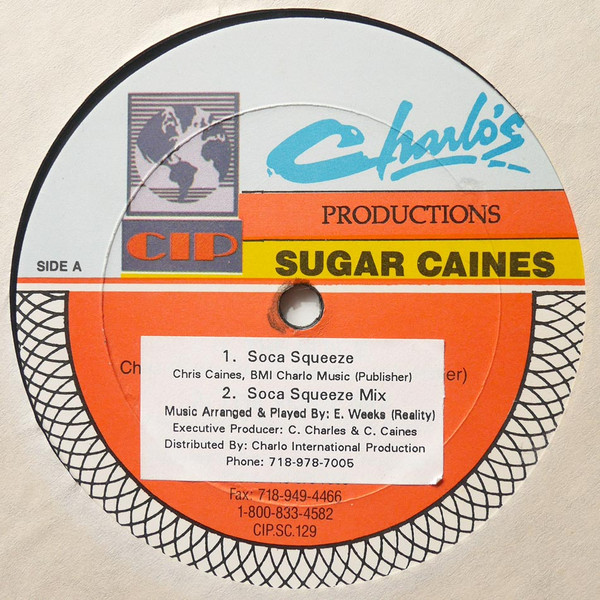 Charlo's
PRODUCTIONS
CIP
SUGAR CAINES
SIDE A
1. Soca Squeeze
Chris Caines, BMI Charlo Music (Publisher)
2. Soca Squeeze Mix
Music Arranged & Played By: E. Weeks (Reality)
Executive Producer: C. Charles & C. Caines
Distributed By: Charlo International Production
Phone: 718-978-7005
Ch
er)
Fax: 718-949-4466
1-800-833-4582
CIP.SC.129